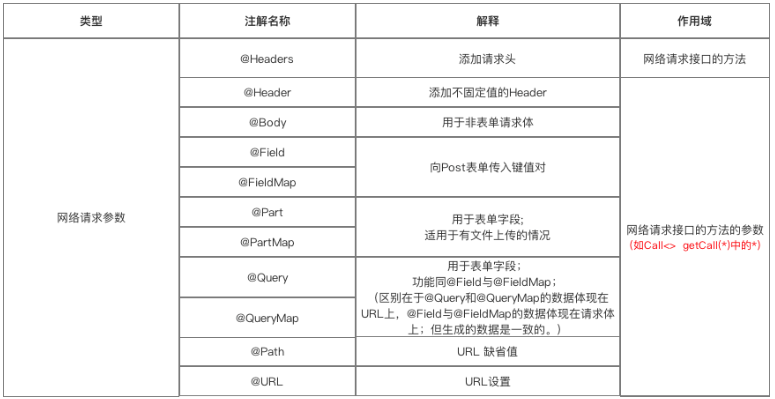 类型
注解名称
解释
作用域
网络请求参数
@Headers
添加请求头
网络请求接口的方法
@Header
添加不固定值的Header
@Body
用于非表单请求体
@Field
@FieldMap
向Post表单传入键值对
@Part
@PartMap
用于表单字段;
适用于有文件上传的情况
@Query
@QueryMap
用于表单字段；
功能同@Field与@FieldMap；
（区别在于@Query和@QueryMap的数据体现在
URL上，@Field与@FieldMap的数据体现在请求体
上；但生成的数据是一致的。）
@Path
URL 缺省值
@URL
URL设置
网络请求接口的方法的参数
(如Call<> getCall(*)中的*)